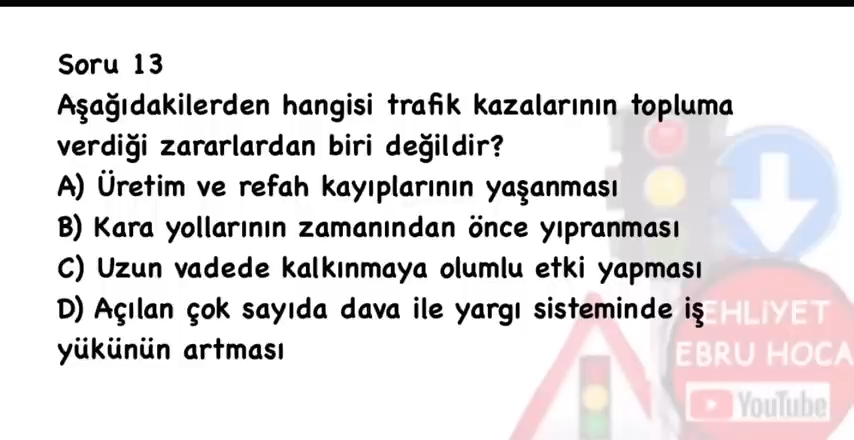 Soru 13
Aşağıdakilerden hangisi trafik kazalarının topluma
verdiği zararlardan biri değildir?
A) Üretim ve refah kayıplarının yaşanması
B) Kara yollarının zamanından önce yıpranması
C) Uzun vadede kalkınmaya olumlu etki yapması
D) Açılan çok sayıda dava ile yargı sisteminde iş
yükünün artması
EHLİYET
EBRU HOCA
YouTube